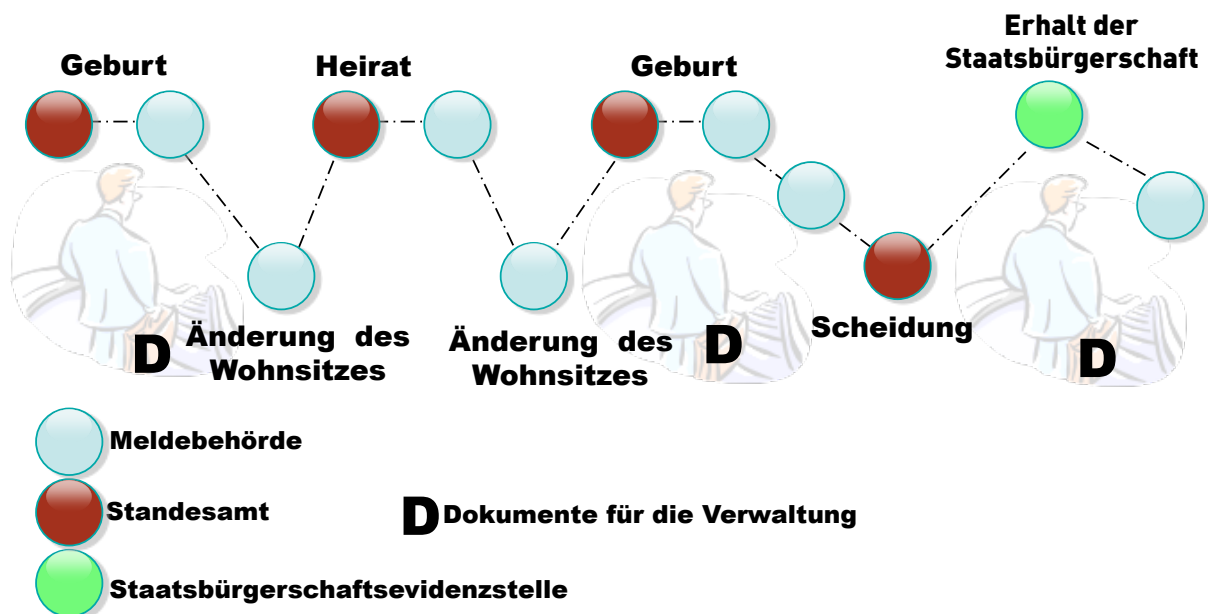 Erhalt der
Staatsbürgerschaft
Geburt
Heirat
Geburt
D
Änderung des
Wohnsitzes
Änderung des
Wohnsitzes
D
Scheidung
D
Meldebehörde
Standesamt
D Dokumente für die Verwaltung
Staatsbürgerschaftsevidenzstelle